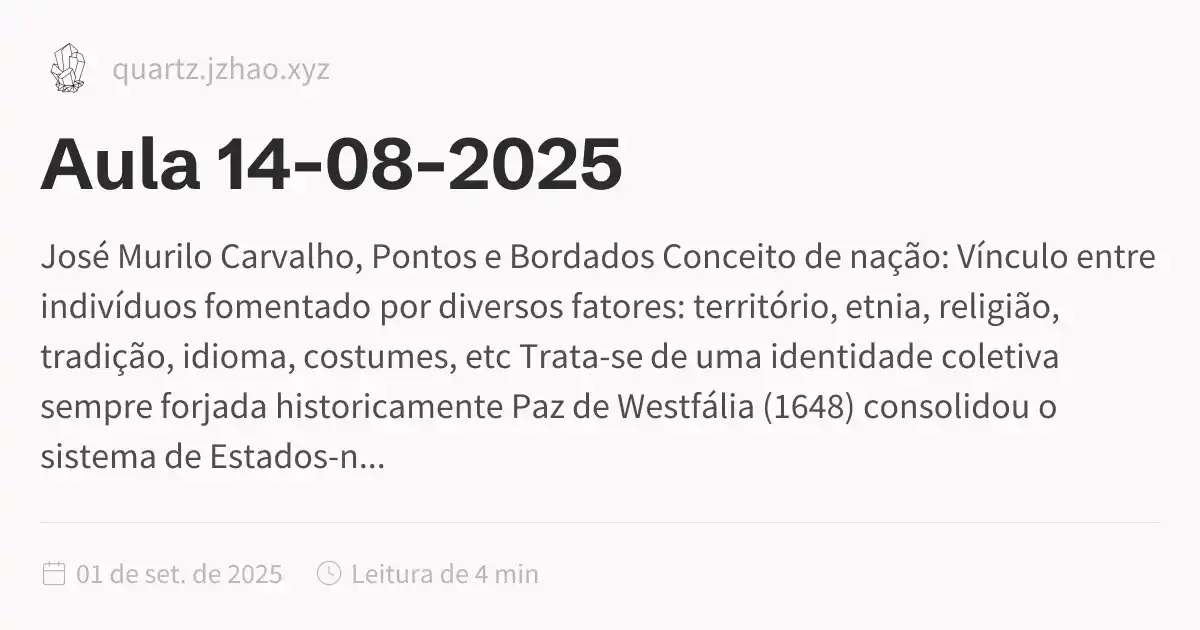 quartz.jzhao.xyz
Aula 14-08-2025
José Murilo Carvalho, Pontos e Bordados Conceito de nação: Vínculo entre
indivíduos fomentado por diversos fatores: território, etnia, religião,
tradição, idioma, costumes, etc Trata-se de uma identidade coletiva
sempre forjada historicamente Paz de Westfália (1648) consolidou o
sistema de Estados-n...
01 de set. de 2025 Leitura de 4 min